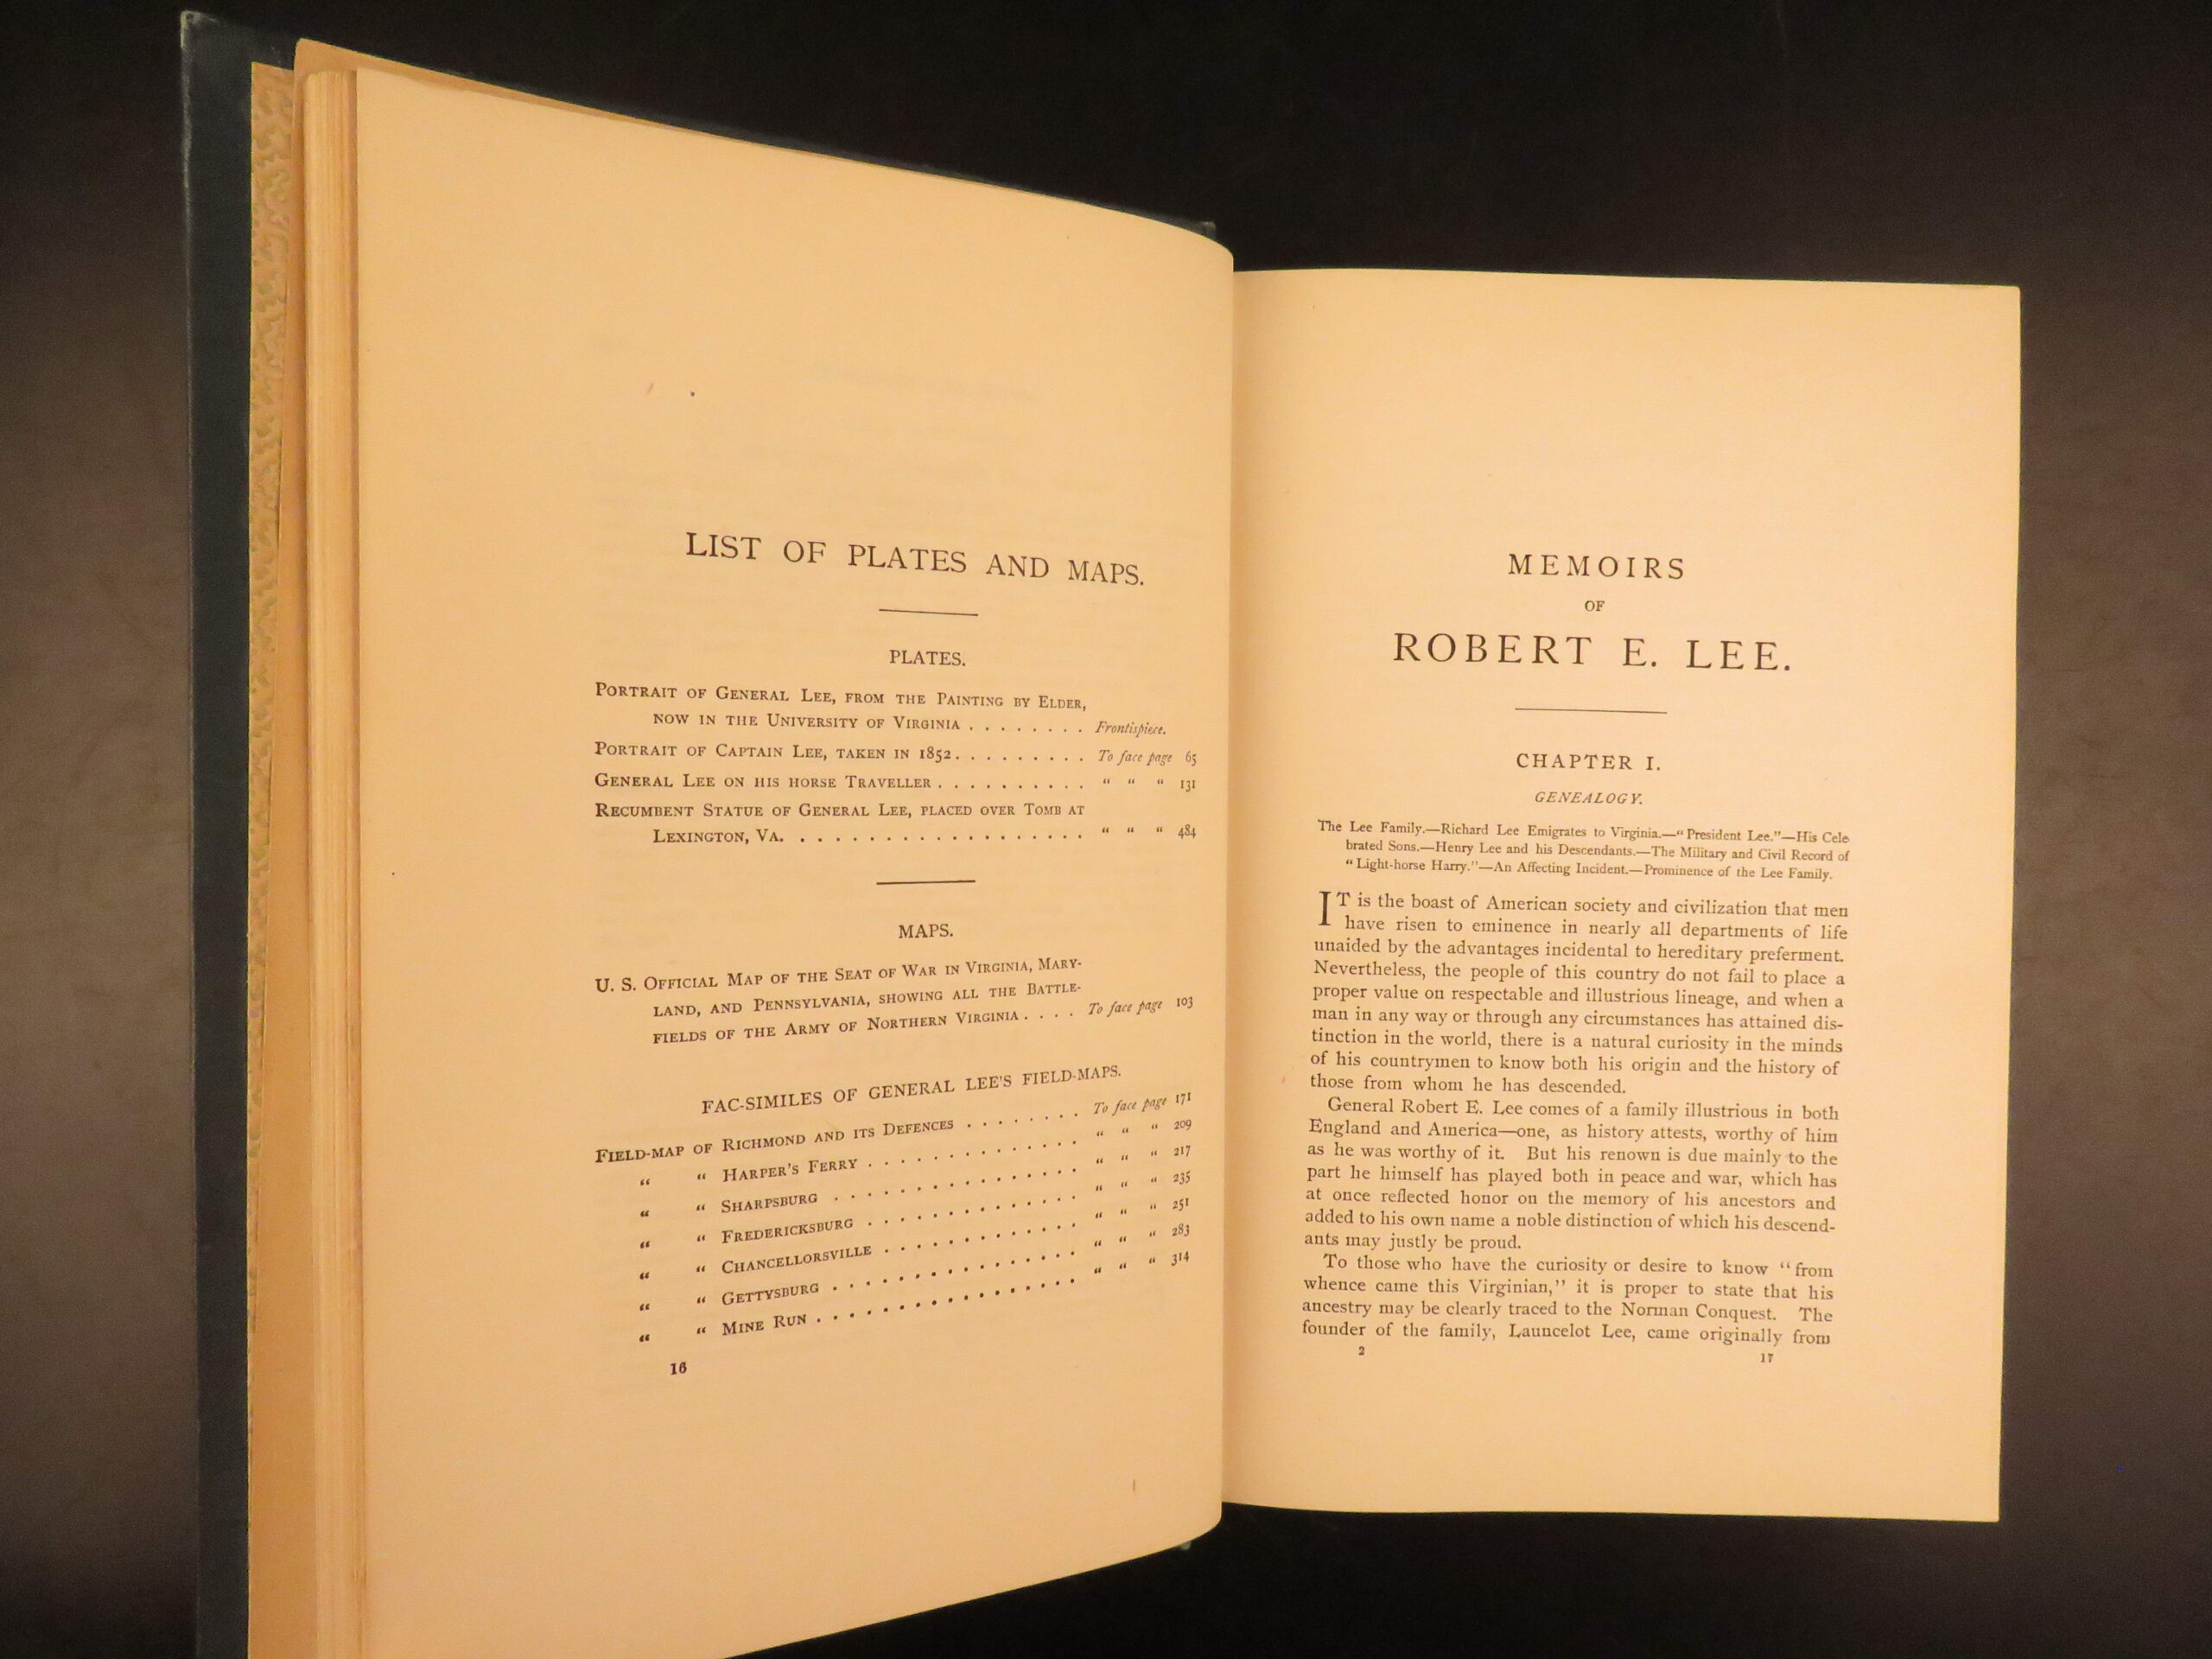 LIST OF PLATES AND MAPS.
PLATES.
PORTRAIT OF GENERAL LEE, FROM THE PAINTING BY ELDER,
NOW IN THE UNIVERSITY OF VIRGINIA . . . . . . . . Frontispiece.
PORTRAIT OF CAPTAIN LEE, TAKEN IN 1852. . . . . . . . . . To face page 65
GENERAL LEE ON HIS HORSE TRAVELLER . . . . . . . . . . . " " " 131
RECUMBENT STATUE OF GENERAL LEE, PLACED OVER TOMB AT
LEXINGTON, VA. . . . . . . . . . . . . . . . . . . . . " " " 484
MAPS.
U. S. OFFICIAL MAP OF THE SEAT OF WAR IN VIRGINIA, MARY-
LAND, AND PENNSYLVANIA, SHOWING ALL THE BATTLE-
FIELDS OF THE ARMY OF NORTHERN VIRGINIA . . . . To face page 103
FAC-SIMILES OF GENERAL LEE'S FIELD-MAPS.
FIELD-MAP OF RICHMOND AND ITS DEFENCES . . . . . . . . To face page 171
" " HARPER'S FERRY . . . . . . . . . . . . . . " " " 209
" " SHARPSBURG . . . . . . . . . . . . . . . . " " " 217
" " FREDERICKSBURG . . . . . . . . . . . . . . " " " 235
" " CHANCELLORSVILLE . . . . . . . . . . . . . " " " 251
" " GETTYSBURG . . . . . . . . . . . . . . . . " " " 283
" " MINE RUN . . . . . . . . . . . . . . . . . " " " 314
16
MEMOIRS
OF
ROBERT E. LEE.
CHAPTER I.
GENEALOGY.
The Lee Family.—Richard Lee Emigrates to Virginia.—"President Lee."—His Cele
brated Sons.—Henry Lee and his Descendants.—The Military and Civil Record of
"Light-horse Harry."—An Affecting Incident.—Prominence of the Lee Family.
IT is the boast of American society and civilization that men
have risen to eminence in nearly all departments of life
unaided by the advantages incidental to hereditary preferment.
Nevertheless, the people of this country do not fail to place a
proper value on respectable and illustrious lineage, and when a
man in any way or through any circumstances has attained dis-
tinction in the world, there is a natural curiosity in the minds
of his countrymen to know both his origin and the history of
those from whom he has descended.
General Robert E. Lee comes of a family illustrious in both
England and America—one, as history attests, worthy of him
as he was worthy of it. But his renown is due mainly to the
part he himself has played both in peace and war, which has
at once reflected honor on the memory of his ancestors and
added to his own name a noble distinction of which his descend-
ants may justly be proud.
To those who have the curiosity or desire to know "from
whence came this Virginian," it is proper to state that his
ancestry may be clearly traced to the Norman Conquest. The
founder of the family, Launcelot Lee, came originally from
2 17